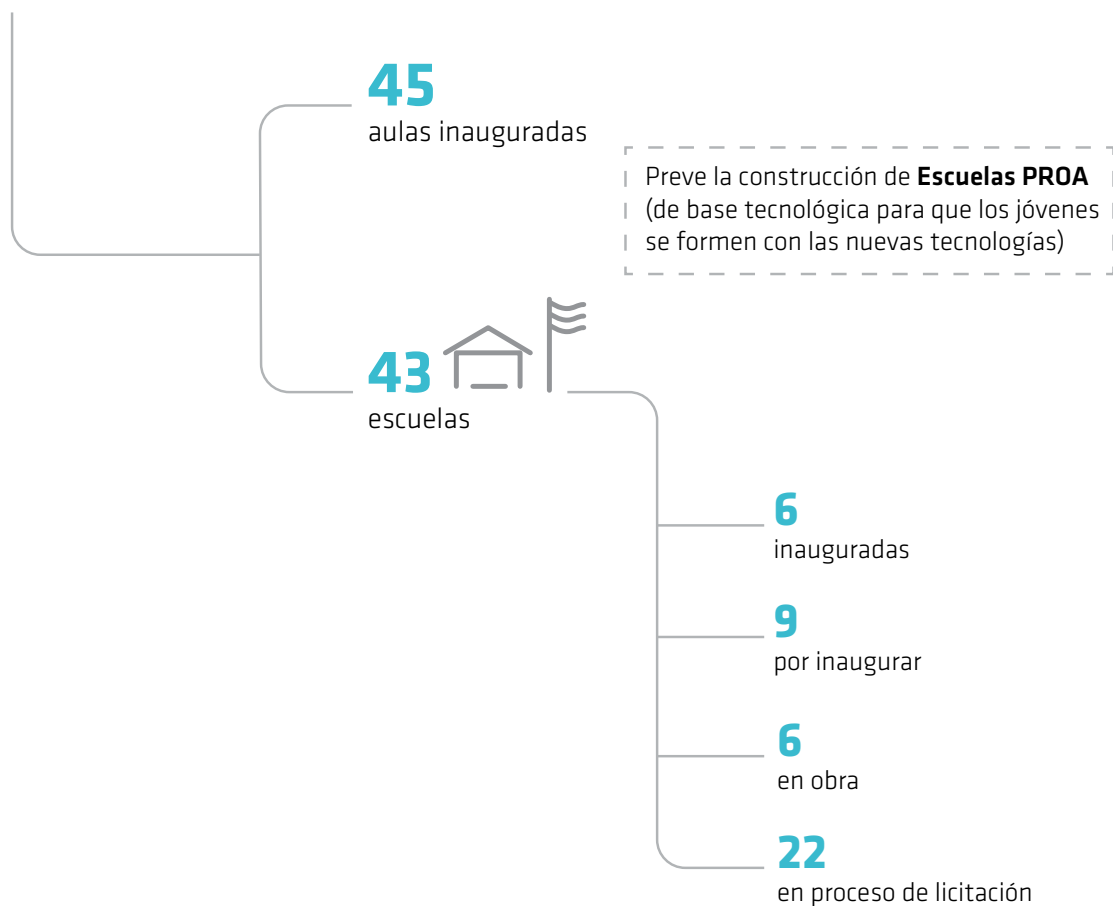 45
aulas inauguradas
Preve la construcción de Escuelas PROA
(de base tecnológica para que los jóvenes
se formen con las nuevas tecnologías)
43
escuelas
6
inauguradas
9
por inaugurar
6
en obra
22
en proceso de licitación